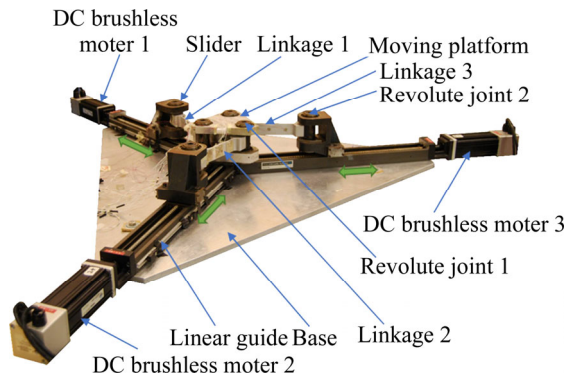 DC brushless
moter 1
Slider
Linkage 1
Moving platform
Linkage 3
Revolute joint 2
DC brushless moter 3
Revolute joint 1
Linkage 2
Linear guide
Base
DC brushless moter 2